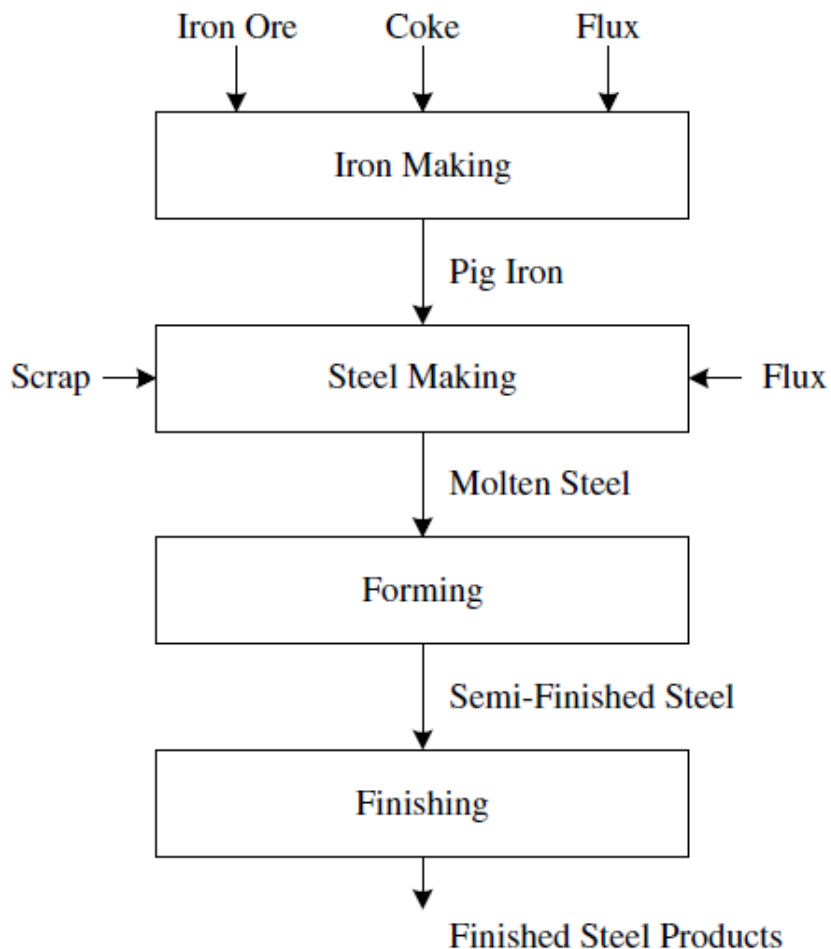 Iron Ore Coke Flux
Iron Making
Pig Iron
Scrap Steel Making Flux
Molten Steel
Forming
Semi-Finished Steel
Finishing
Finished Steel Products